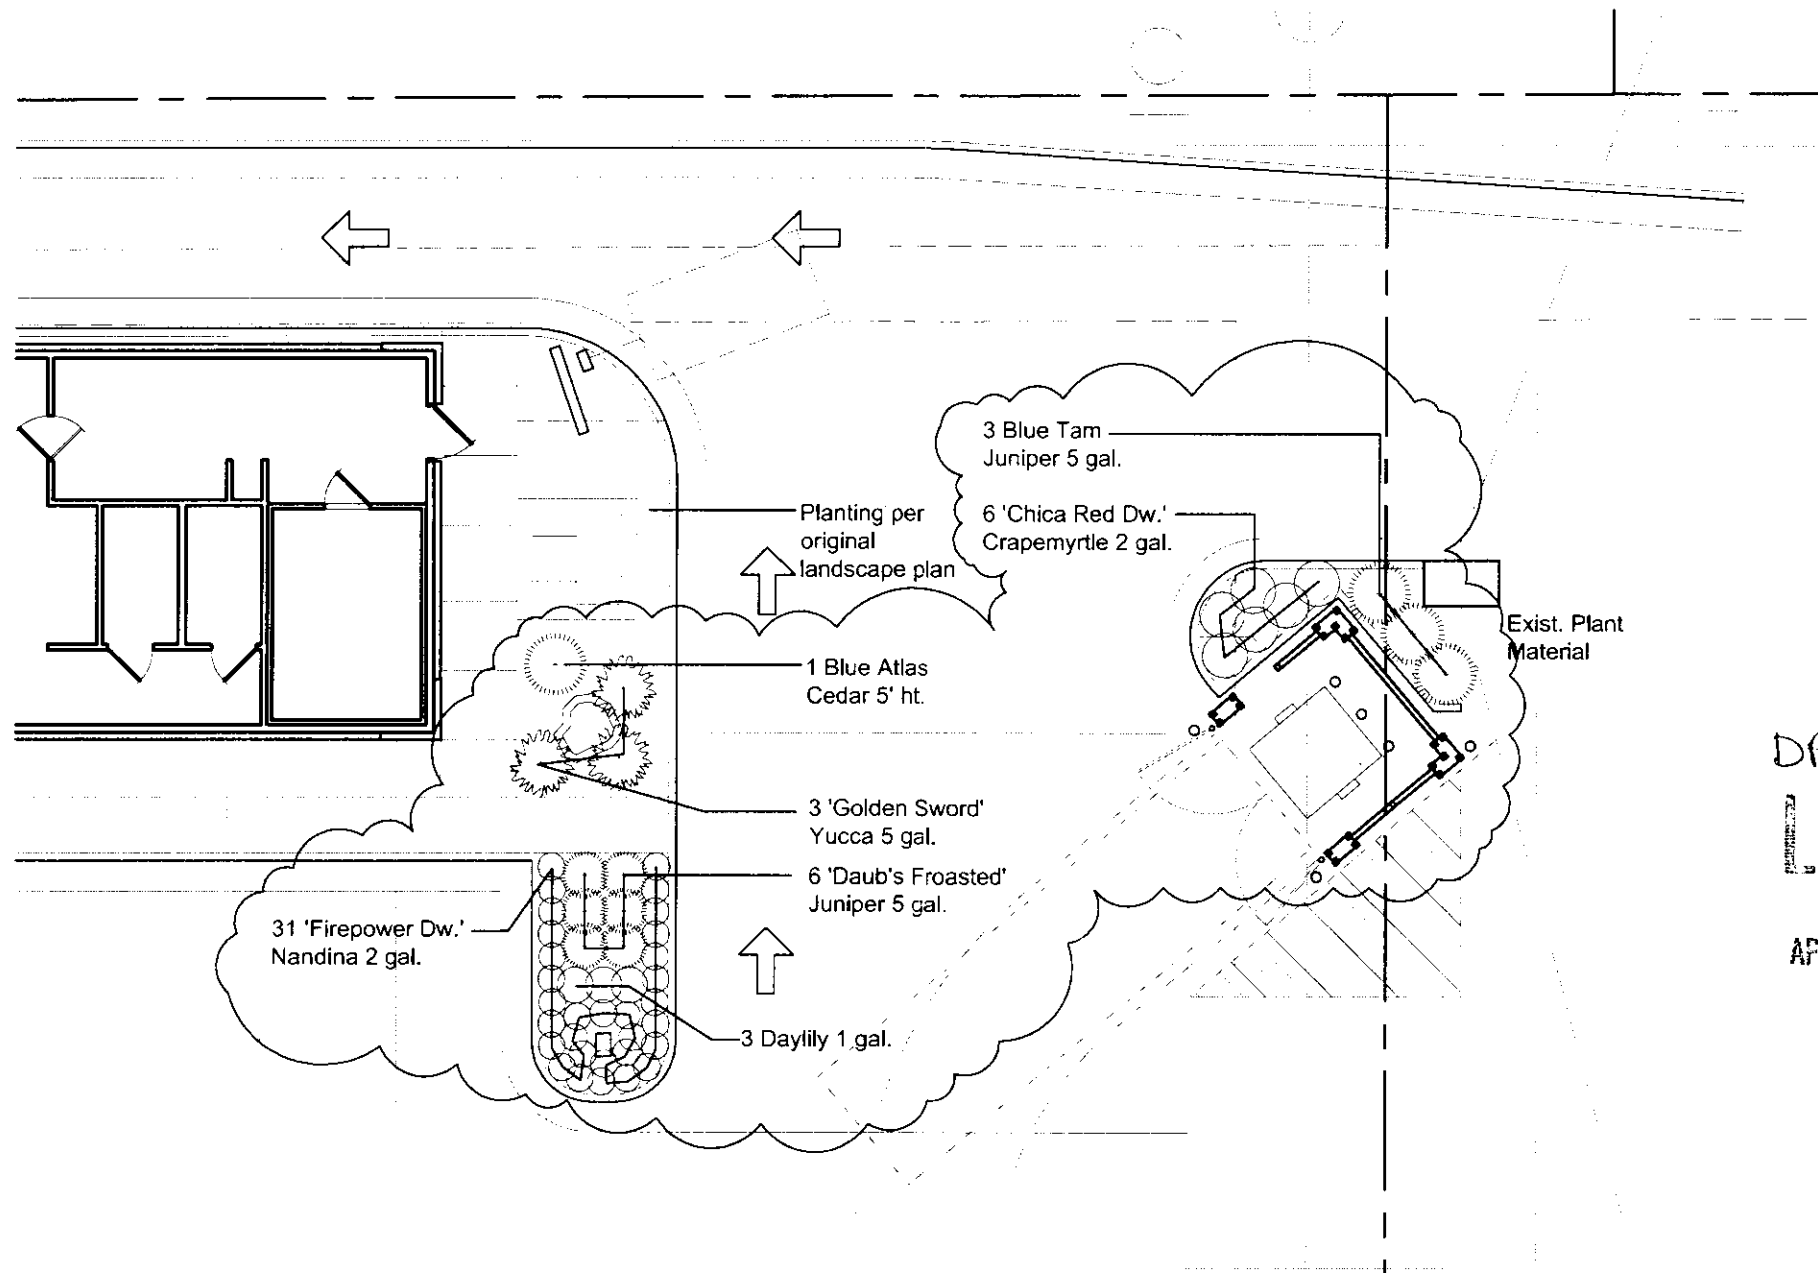 3 Blue Tam
Juniper 5 gal.
6 'Chica Red Dw.'
Crapemyrtle 2 gal.
Planting per
original
landscape plan
Exist. Plant
Material
1 Blue Atlas
Cedar 5' ht.
3 'Golden Sword'
Yucca 5 gal.
6 'Daub's Froasted'
Juniper 5 gal.
31 'Firepower Dw.'
Nandina 2 gal.
3 Daylily 1 gal.